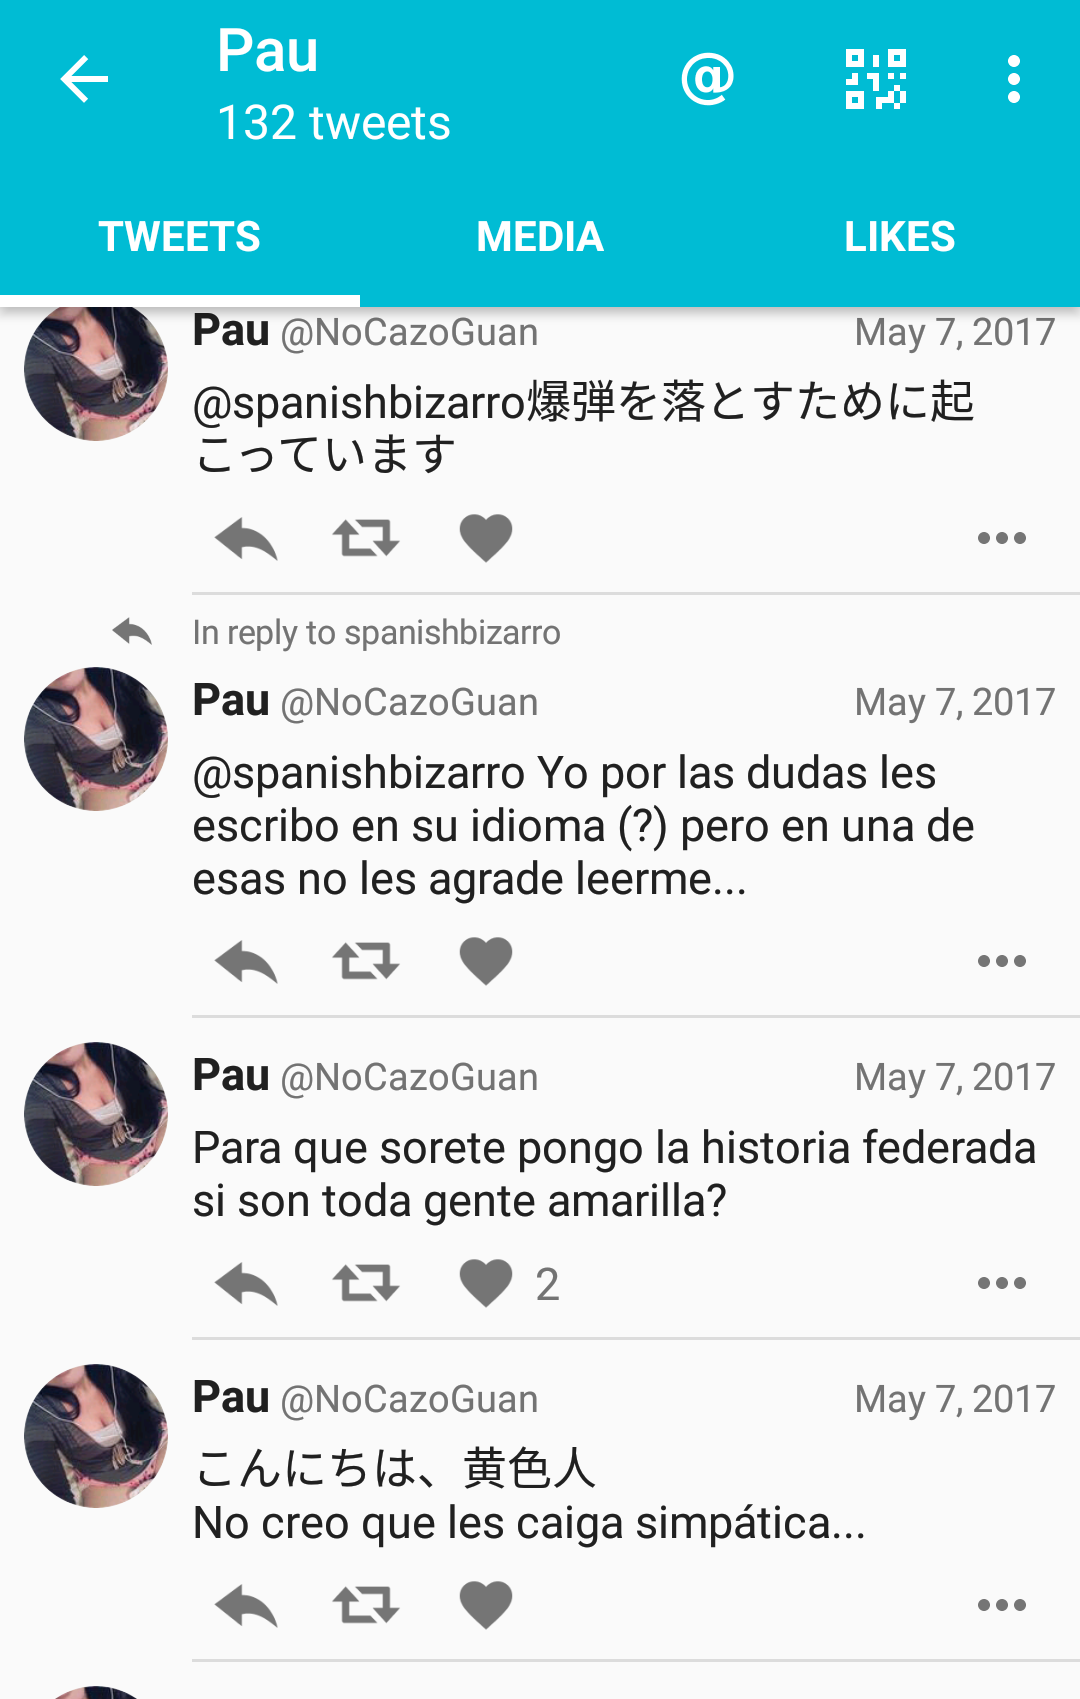 Pau
132 tweets
@
TWEETS MEDIA LIKES
Pau @NoCazoGuan May 7, 2017
@spanishbizarro爆弾を落とすために起
こっています
In reply to spanishbizarro
Pau @NoCazoGuan May 7, 2017
@spanishbizarro Yo por las dudas les
escribo en su idioma (?) pero en una de
esas no les agrade leerme...
Pau @NoCazoGuan May 7, 2017
Para que sorete pongo la historia federada
si son toda gente amarilla?
2
Pau @NoCazoGuan May 7, 2017
こんにちは、黄色人
No creo que les caiga simpática...